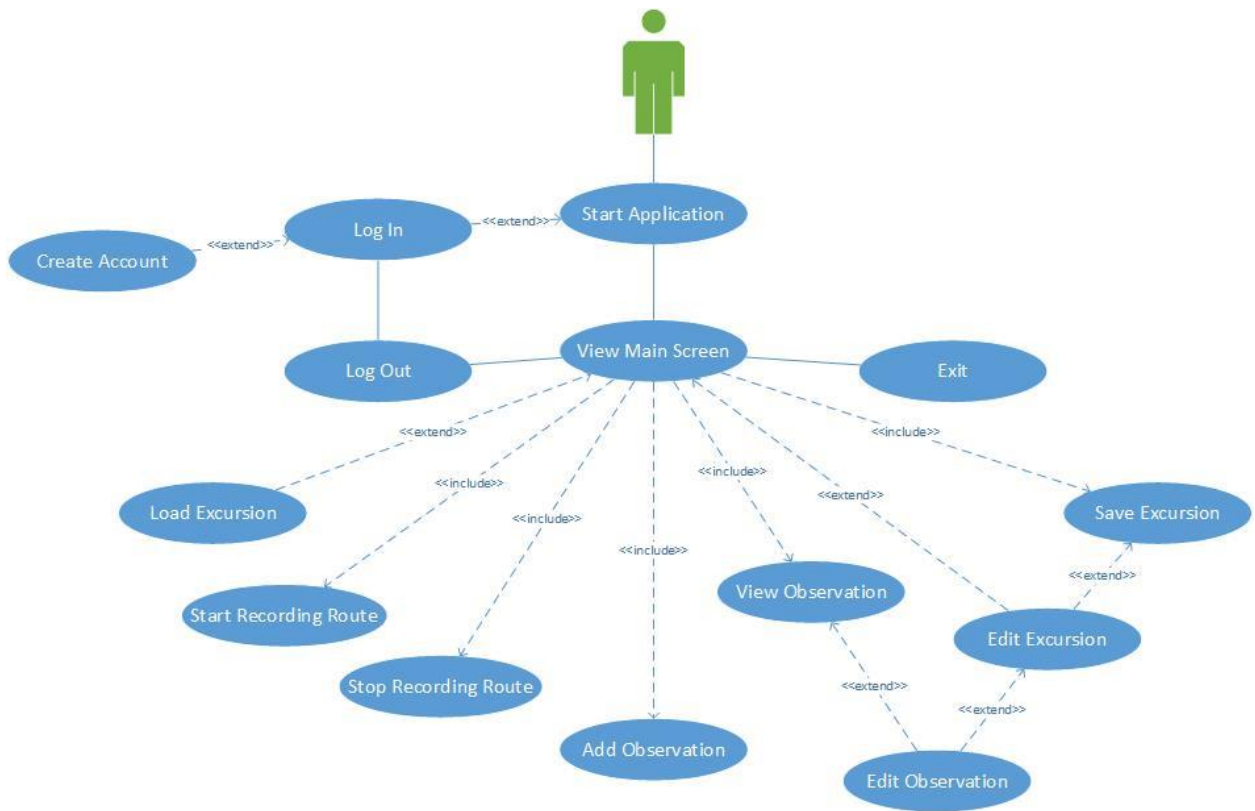 Start Application
<<extend>>
Log In
<<extend>>
Create Account
View Main Screen
Log Out
Exit
<<extend>>
<<include>>
<<include>>
<<include>>
<<include>>
<<extend>>
<<include>>
Load Excursion
Save Excursion
<<extend>>
View Observation
Start Recording Route
Edit Excursion
Stop Recording Route
<<extend>>
<<extend>>
Add Observation
Edit Observation